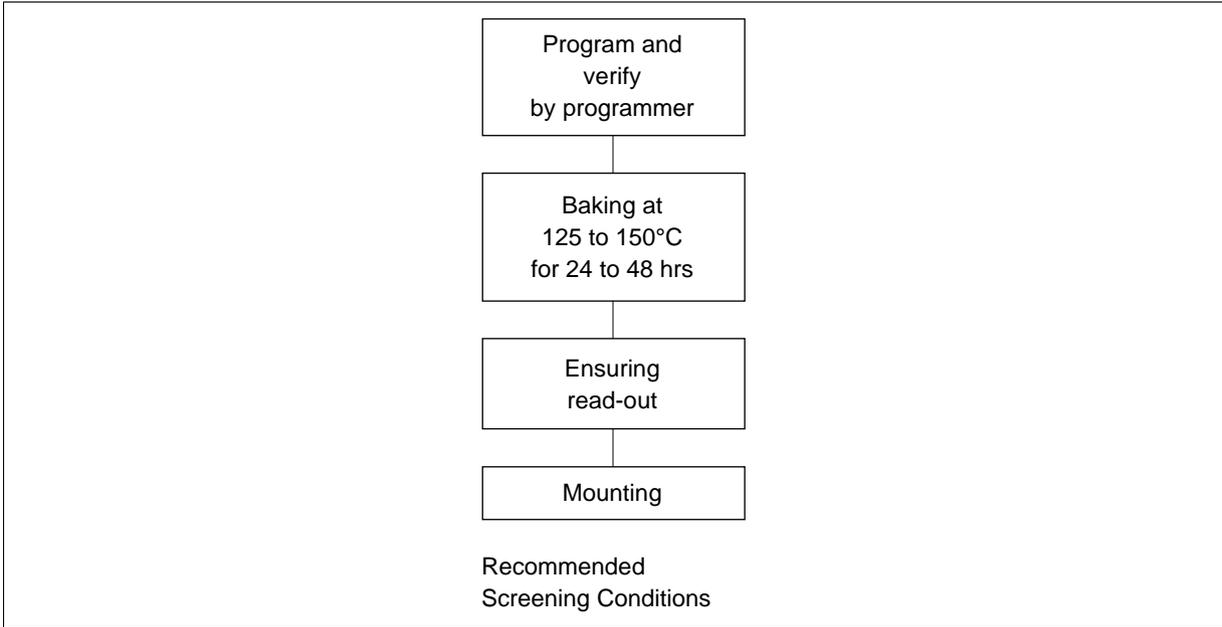 Program and
verify
by programmer
Baking at
125 to 150°C
for 24 to 48 hrs
Ensuring
read-out
Mounting
Recommended
Screening Conditions